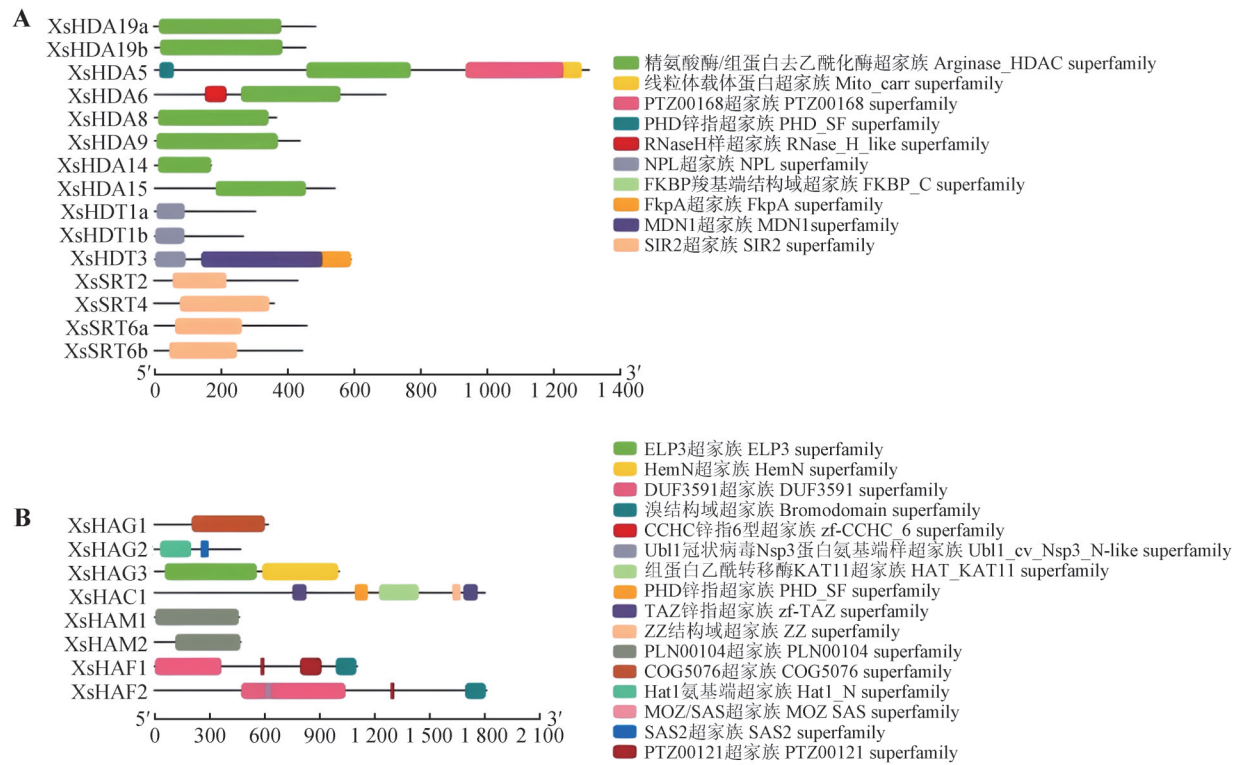 A
XsHDA19a
XsHDA19b
XsHDA5
XsHDA6
XsHDA8
XsHDA9
XsHDA14
XsHDA15
XsHDT1a
XsHDT1b
XsHDT3
XsSRT2
XsSRT4
XsSRT6a
XsSRT6b
5′ 3′
0 200 400 600 800 1 000 1 200 1 400
精氨酸酶/组蛋白去乙酰化酶超家族 Arginase_HDAC superfamily
线粒体载体蛋白超家族 Mito_carr superfamily
PTZ00168超家族 PTZ00168 superfamily
PHD锌指超家族 PHD_SF superfamily
RNaseH样超家族 RNase_H_like superfamily
NPL超家族 NPL superfamily
FKBP羧基端结构域超家族 FKBP_C superfamily
FkpA超家族 FkpA superfamily
MDN1超家族 MDN1superfamily
SIR2超家族 SIR2 superfamily
B
XsHAG1
XsHAG2
XsHAG3
XsHAC1
XsHAM1
XsHAM2
XsHAF1
XsHAF2
5′ 3′
0 300 600 900 1 200 1 500 1 800 2 100
ELP3超家族 ELP3 superfamily
HemN超家族 HemN superfamily
DUF3591超家族 DUF3591 superfamily
溴结构域超家族 Bromodomain superfamily
CCHC锌指6型超家族 zf-CCHC_6 superfamily
Ubl1冠状病毒Nsp3蛋白氨基端样超家族 Ubl1_cv_Nsp3_N-like superfamily
组蛋白乙酰转移酶KAT11超家族 HAT_KAT11 superfamily
PHD锌指超家族 PHD_SF superfamily
TAZ锌指超家族 zf-TAZ superfamily
ZZ结构域超家族 ZZ superfamily
PLN00104超家族 PLN00104 superfamily
COG5076超家族 COG5076 superfamily
Hat1氨基端超家族 Hat1_N superfamily
MOZ/SAS超家族 MOZ SAS superfamily
SAS2超家族 SAS2 superfamily
PTZ00121超家族 PTZ00121 superfamily